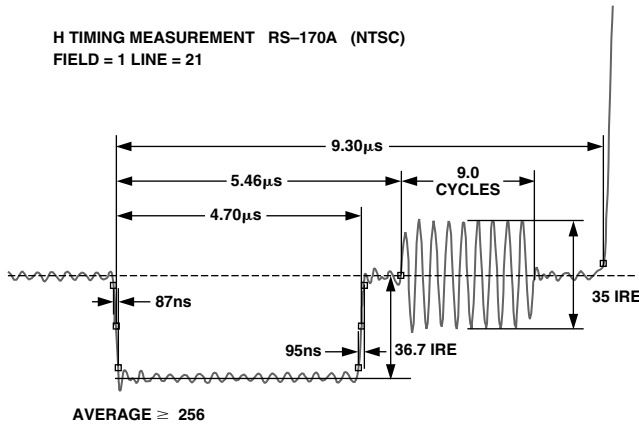 H TIMING MEASUREMENT RS–170A (NTSC)
FIELD = 1 LINE = 21
9.30μs
5.46μs
9.0
CYCLES
4.70μs
87ns
35 IRE
95ns
36.7 IRE
AVERAGE ≥ 256